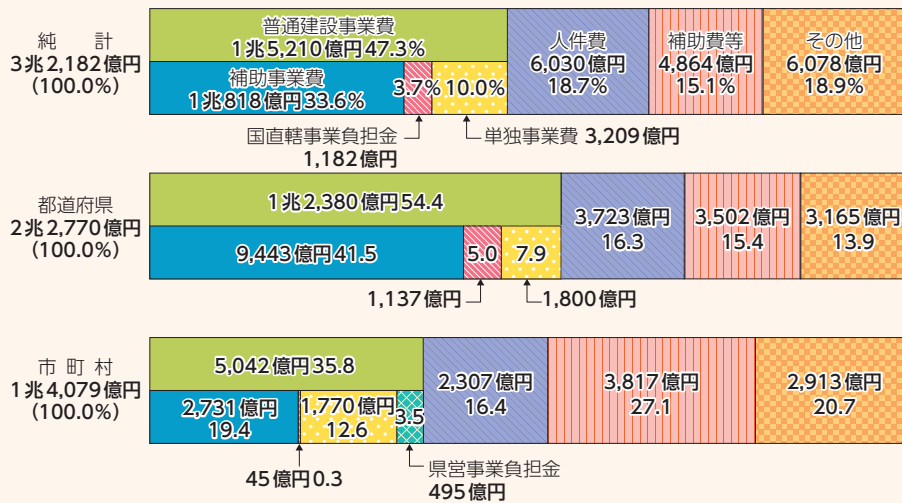 純 計
3兆2,182億円
(100.0%)
普通建設事業費
1兆5,210億円47.3%
補助事業費
1兆818億円33.6%
3.7%
10.0%
人件費
6,030億円
18.7%
補助費等
4,864億円
15.1%
その他
6,078億円
18.9%
国直轄事業負担金
1,182億円
単独事業費 3,209億円
都道府県
2兆2,770億円
(100.0%)
1兆2,380億円54.4
9,443億円41.5
5.0
7.9
3,723億円
16.3
3,502億円
15.4
3,165億円
13.9
1,137億円
1,800億円
市 町 村
1兆4,079億円
(100.0%)
5,042億円35.8
2,731億円
19.4
1,770億円
12.6
3.5
2,307億円
16.4
3,817億円
27.1
2,913億円
20.7
45億円0.3
県営事業負担金
495億円